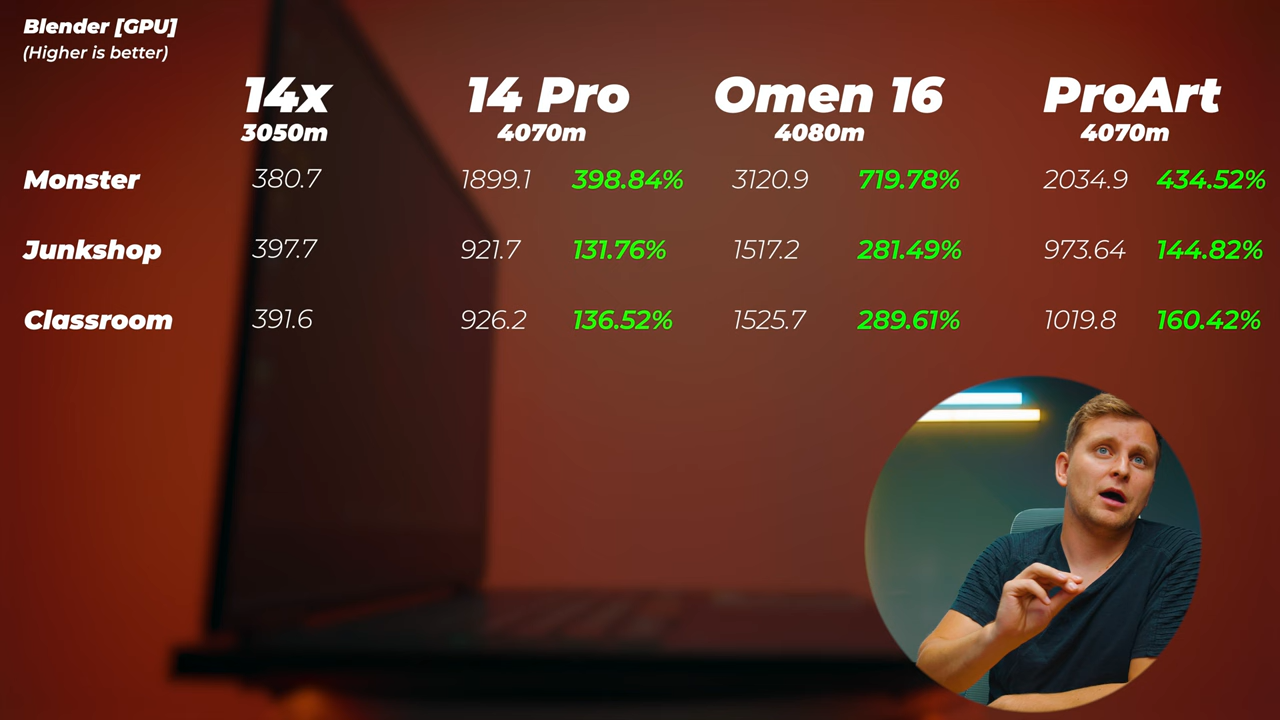 Blender [GPU]
(Higher is better)
14x 14 Pro Omen 16 ProArt
3050m 4070m 4080m 4070m
Monster 380.7 1899.1 398.84% 3120.9 719.78% 2034.9 434.52%
Junkshop 397.7 921.7 131.76% 1517.2 281.49% 973.64 144.82%
Classroom 391.6 926.2 136.52% 1525.7 289.61% 1019.8 160.42%